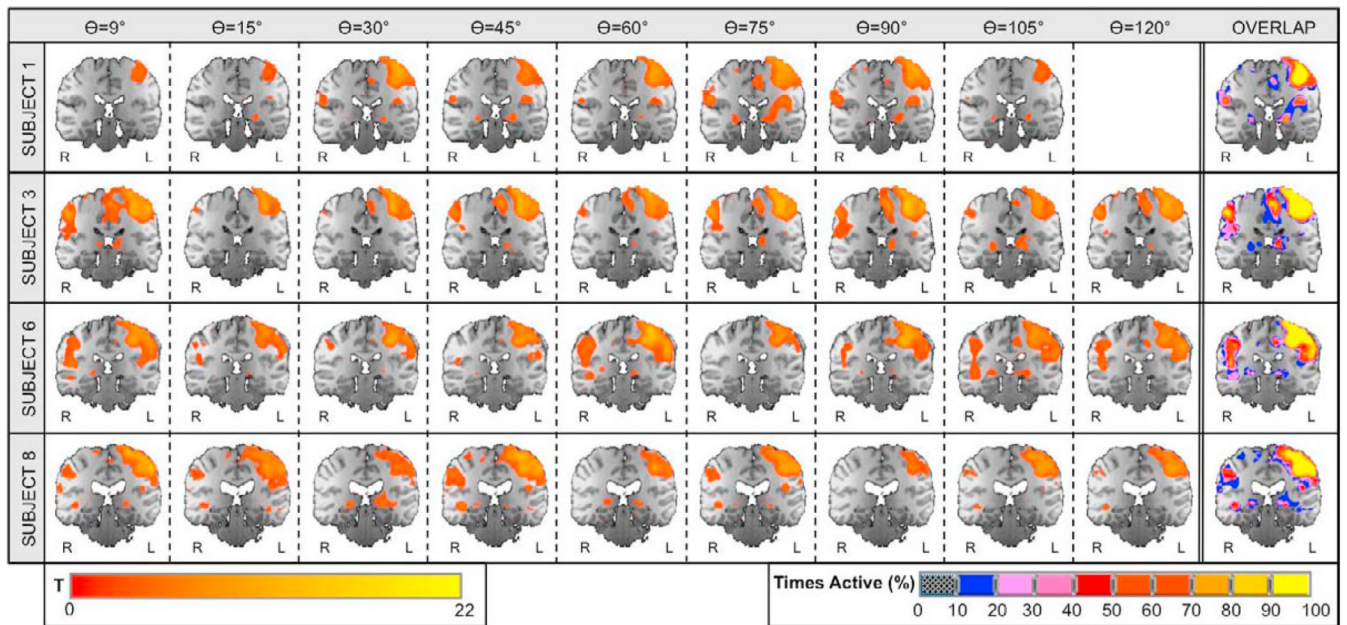 Ө=9° Ө=15° Ө=30° Ө=45° Ө=60° Ө=75° Ө=90° Ө=105° Ө=120° OVERLAP
SUBJECT 1
R L R L R L R L R L R L R L R L R L
SUBJECT 3
R L R L R L R L R L R L R L R L R L R L
SUBJECT 6
R L R L R L R L R L R L R L R L R L R L
SUBJECT 8
R L R L R L R L R L R L R L R L R L R L
T
0 22
Times Active (%)
0 10 20 30 40 50 60 70 80 90 100